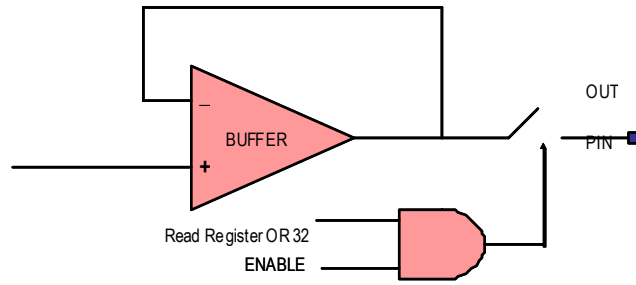 OUT
–
BUFFER
PIN
+
Read Register OR 32
ENABLE